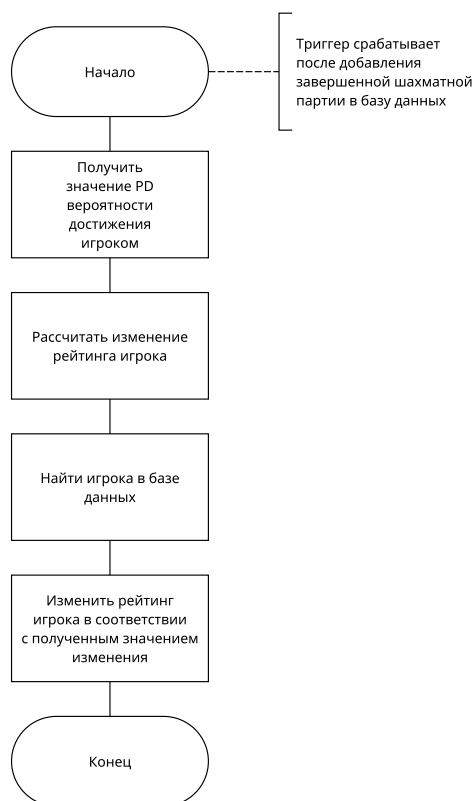 Начало
Триггер срабатывает
после добавления
завершенной шахматной
партии в базу данных
Получить
значение PD
вероятности
достижения
игроком
Рассчитать изменение
рейтинга игрока
Найти игрока в базе
данных
Изменить рейтинг
игрока в соответствии
с полученным значением
изменения
Конец